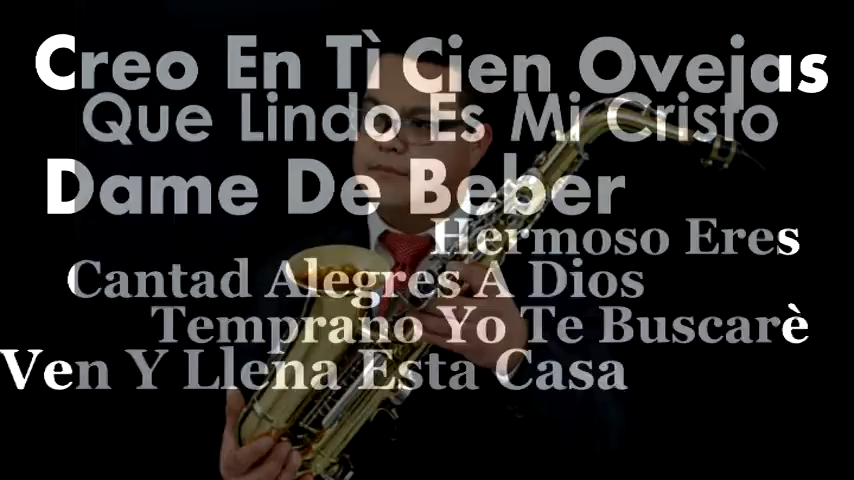 Creo En Tì Cien Ovejas
Que Lindo Es Mi Cristo
Dame De Beber
Hermoso Eres
Cantad Alegres A Dios
Temprano Yo Te Buscarè
Ven Y Llena Esta Casa